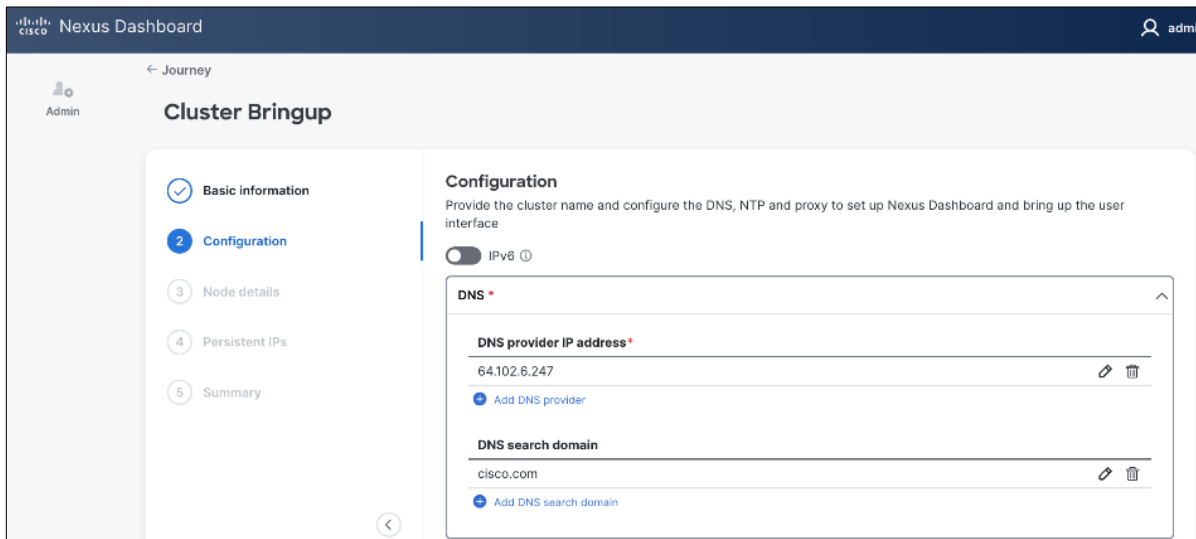 cisco Nexus Dashboard
admi
← Journey
Admin
Cluster Bringup
Basic information
2 Configuration
3 Node details
4 Persistent IPs
5 Summary
Configuration
Provide the cluster name and configure the DNS, NTP and proxy to set up Nexus Dashboard and bring up the user
interface
IPv6
DNS *
DNS provider IP address*
64.102.6.247
Add DNS provider
DNS search domain
cisco.com
Add DNS search domain